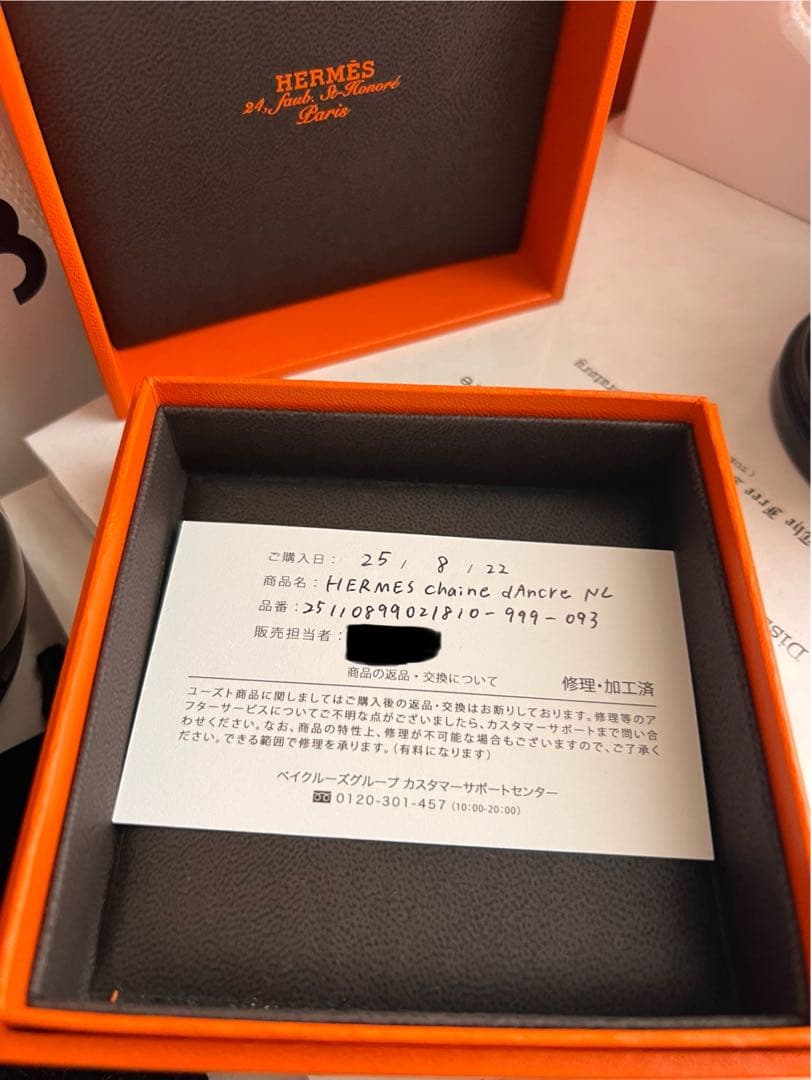 HERMÈS
24, faub. St-Honoré
Paris
ご購入日: 25 / 8 / 22
商品名: HERMES Chaine dAncre NL
品番: 25110899021810-999-093
販売担当者:
商品の返品・交換について
修理・加工済
ユーズト商品に関しましてはご購入後の返品・交換はお断りしております。修理等のア
フターサービスについてご不明な点がございましたら、カスタマーサポートまで問い合
わせください。なお、商品の特性上、修理が不可能な場合もございますので、ご了承く
ださい。できる範囲で修理を承ります。(有料になります)
ベイクルーズグループ カスタマーサポートセンター
0120-301-457 (10:00-20:00)
3
The Free